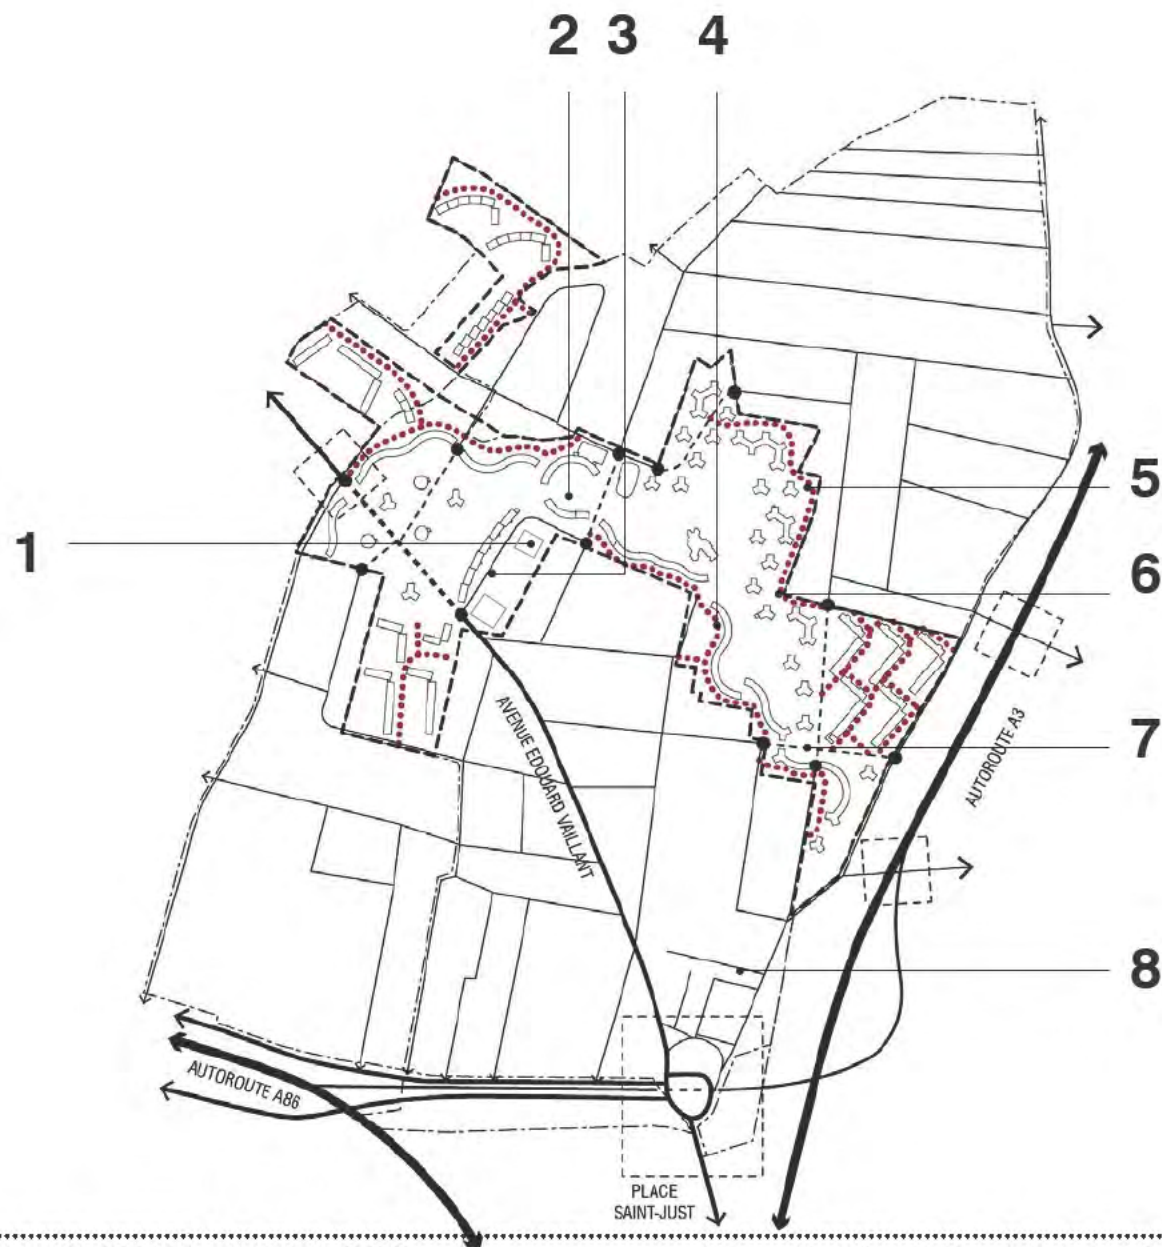 2 3 4
5
1
6
AVENUE EDOUARD VAILLANT
7
AUTOROUTE A3
8
AUTOROUTE A86
PLACE
SAINT-JUST